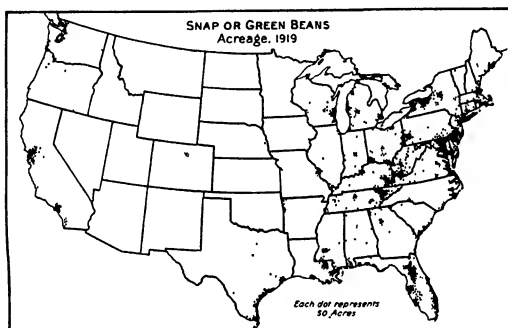 SNAP OR GREEN BEANS
Acreage, 1919
Each dot represents
50 Acres